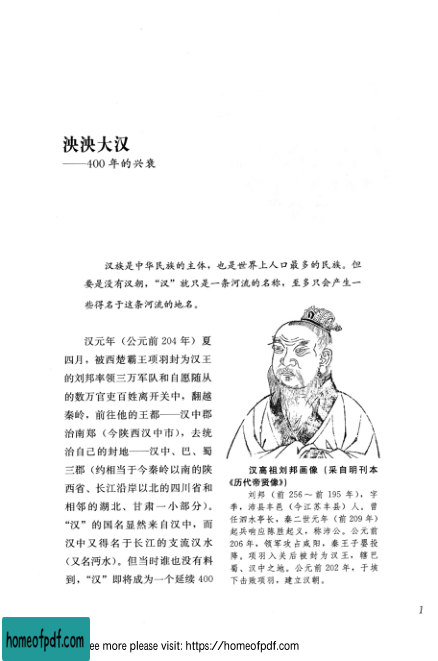 泱泱大汉
——400 年的兴衰
汉族是中华民族的主体，也是世界上人口最多的民族。但
要是没有汉朝，“汉”就只是一条河流的名称，至多只会产生一
些得名于这条河流的地名。
汉元年（公元前 204 年）夏
四月，被西楚霸王项羽封为汉王
的刘邦率领三万军队和自愿随从
的数万官吏百姓离开关中，翻越
秦岭，前往他的王都——汉中郡
治南郑（今陕西汉中市），去统
治自己的封地——汉中、巴、蜀
三郡（约相当于今秦岭以南的陕
西省、长江沿岸以北的四川省和
相邻的湖北、甘肃一小部分）。
“汉”的国名显然来自汉中，而
汉中又得名于长江的支流汉水
（又名沔水）。但当时谁也没有料
到，“汉”即将成为一个延续 400
汉高祖刘邦画像（采自明刊本
《历代帝贤像》）
刘邦（前 256～前 195 年），字
季，沛县丰邑（今江苏丰县）人。曾
任泗水亭长，秦二世元年（前 209 年）
起兵响应陈胜起义，称沛公。公元前
206 年，领军攻占咸阳，秦王子婴投
降。项羽入关后被封为汉王，辖巴
蜀、汉中之地。公元前 202 年，于垓
下击败项羽，建立汉朝。
1
homeofpdf.com
ee more please visit: https://homeofpdf.com